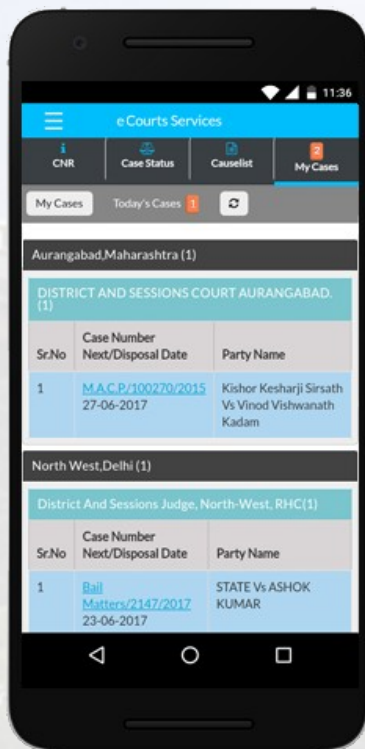 11:36
e Courts Services
i 2
CNR Case Status Causelist My Cases
My Cases Today's Cases 1
Aurangabad,Maharashtra (1)
DISTRICT AND SESSIONS COURT AURANGABAD.
(1)
Case Number
Sr.No Next/Disposal Date Party Name
1 M.A.C.P./100270/2015 Kishor Kesharji Sirsath
27-06-2017 Vs Vinod Vishwanath
Kadam
North West,Delhi (1)
District And Sessions Judge, North-West, RHC(1)
Case Number
Sr.No Next/Disposal Date Party Name
1 Bail STATE Vs ASHOK
Matters/2147/2017 KUMAR
23-06-2017